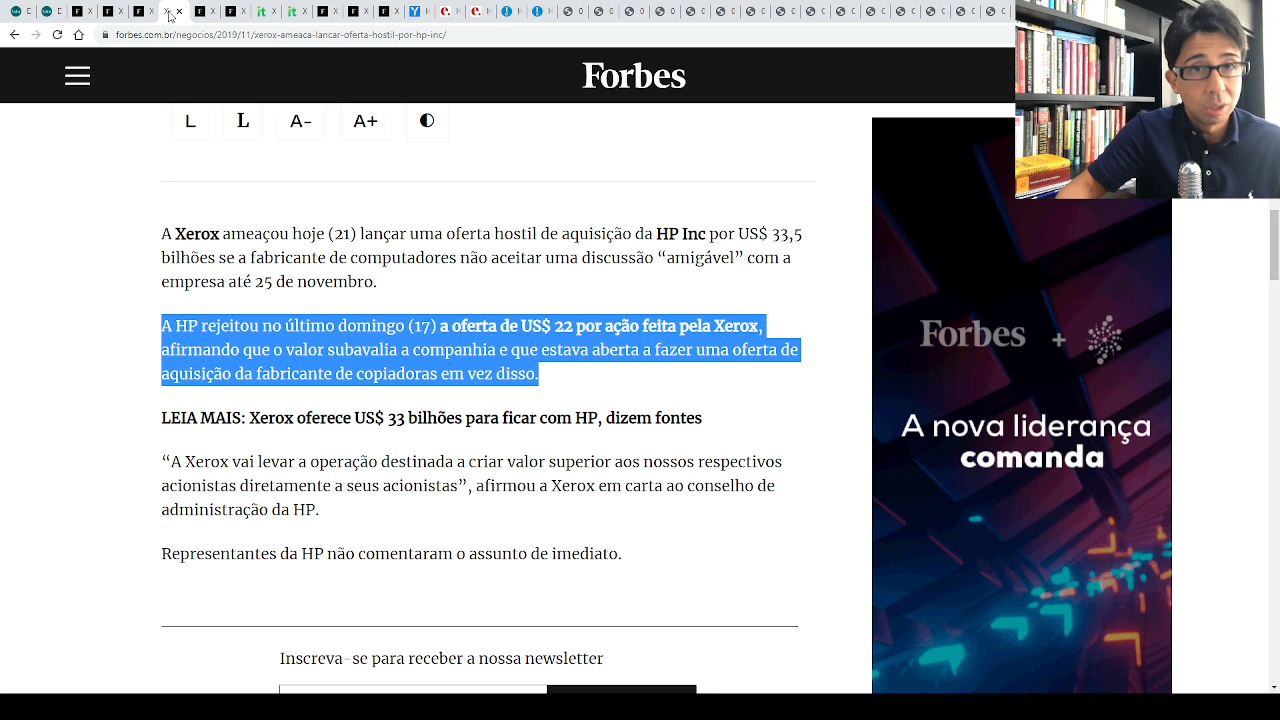 forbes.com.br/negocios/2019/11/xerox-ameaca-lancar-oferta-hostil-por-hp-inc/
Forbes
L L A- A+
A Xerox ameaçou hoje (21) lançar uma oferta hostil de aquisição da HP Inc por US$ 33,5
bilhões se a fabricante de computadores não aceitar uma discussão “amigável” com a
empresa até 25 de novembro.
A HP rejeitou no último domingo (17) a oferta de US$ 22 por ação feita pela Xerox,
afirmando que o valor subavalia a companhia e que estava aberta a fazer uma oferta de
aquisição da fabricante de copiadoras em vez disso.
LEIA MAIS: Xerox oferece US$ 33 bilhões para ficar com HP, dizem fontes
“A Xerox vai levar a operação destinada a criar valor superior aos nossos respectivos
acionistas diretamente a seus acionistas”, afirmou a Xerox em carta ao conselho de
administração da HP.
Representantes da HP não comentaram o assunto de imediato.
Inscreva-se para receber a nossa newsletter
Forbes +
A nova liderança
comanda